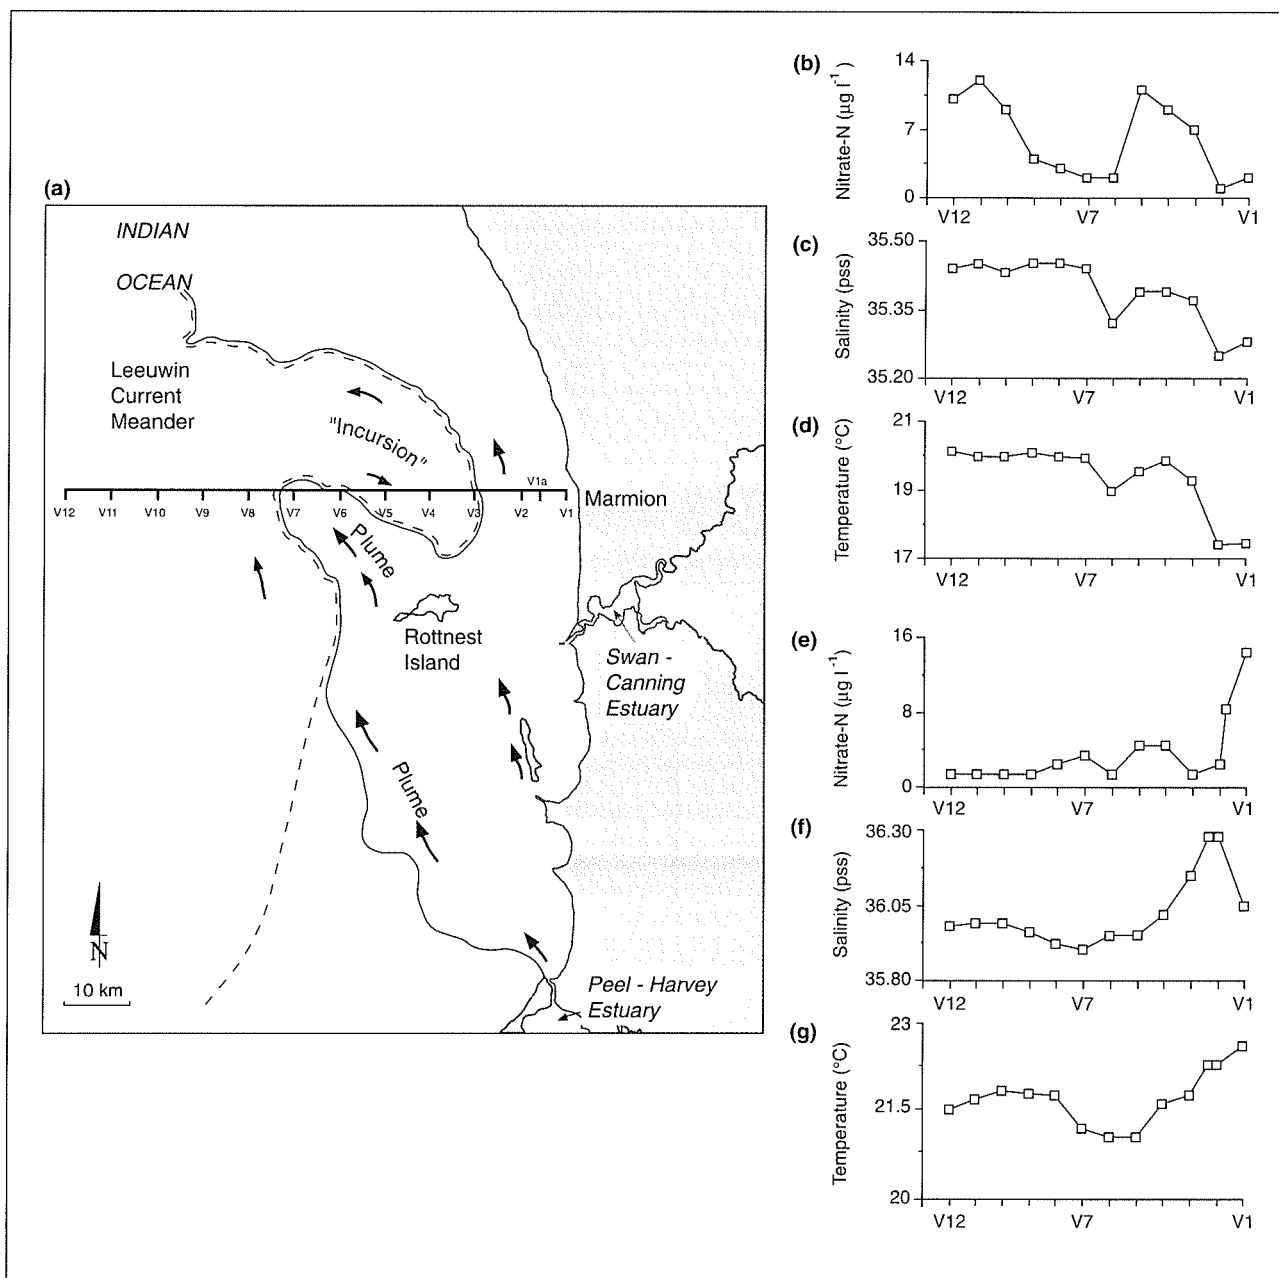 (a)
INDIAN
OCEAN
Leeuwin
Current
Meander
"Incursion"
V1a
Marmion
V12 V11 V10 V9 V8 V7 V6 V5 V4 V3 V2 V1
Plume
Rottnest
Island
Swan -
Canning
Estuary
Plume
N
10 km
Peel - Harvey
Estuary
(b)
Nitrate-N (µg l⁻¹)
14
7
0
V12 V7 V1
(c)
Salinity (pss)
35.50
35.35
35.20
V12 V7 V1
(d)
Temperature (°C)
21
19
17
V12 V7 V1
(e)
Nitrate-N (µg l⁻¹)
16
8
0
V12 V7 V1
(f)
Salinity (pss)
36.30
36.05
35.80
V12 V7 V1
(g)
Temperature (°C)
23
21.5
20
V12 V7 V1